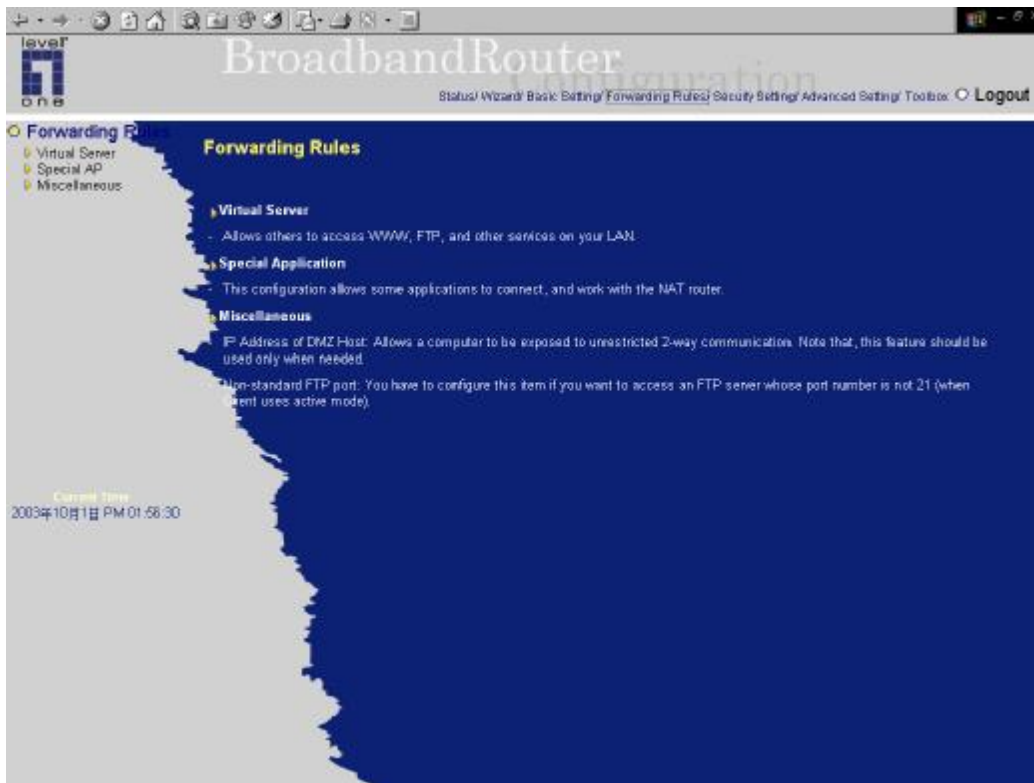 level
one
BroadbandRouter
Configuration
Status/ Wizard/ Basic Setting/ Forwarding Rules/ Security Setting/ Advanced Setting/ Toolbox Logout
Forwarding Rules
Virtual Server
Special AP
Miscellaneous
Current Time
2003年10月1日 PM 01:56:30
Forwarding Rules
Virtual Server
- Allows others to access WWW, FTP, and other services on your LAN.
Special Application
- This configuration allows some applications to connect, and work with the NAT router.
Miscellaneous
IP Address of DMZ Host: Allows a computer to be exposed to unrestricted 2-way communication. Note that, this feature should be
used only when needed.
Non-standard FTP port: You have to configure this item if you want to access an FTP server whose port number is not 21 (when
client uses active mode).